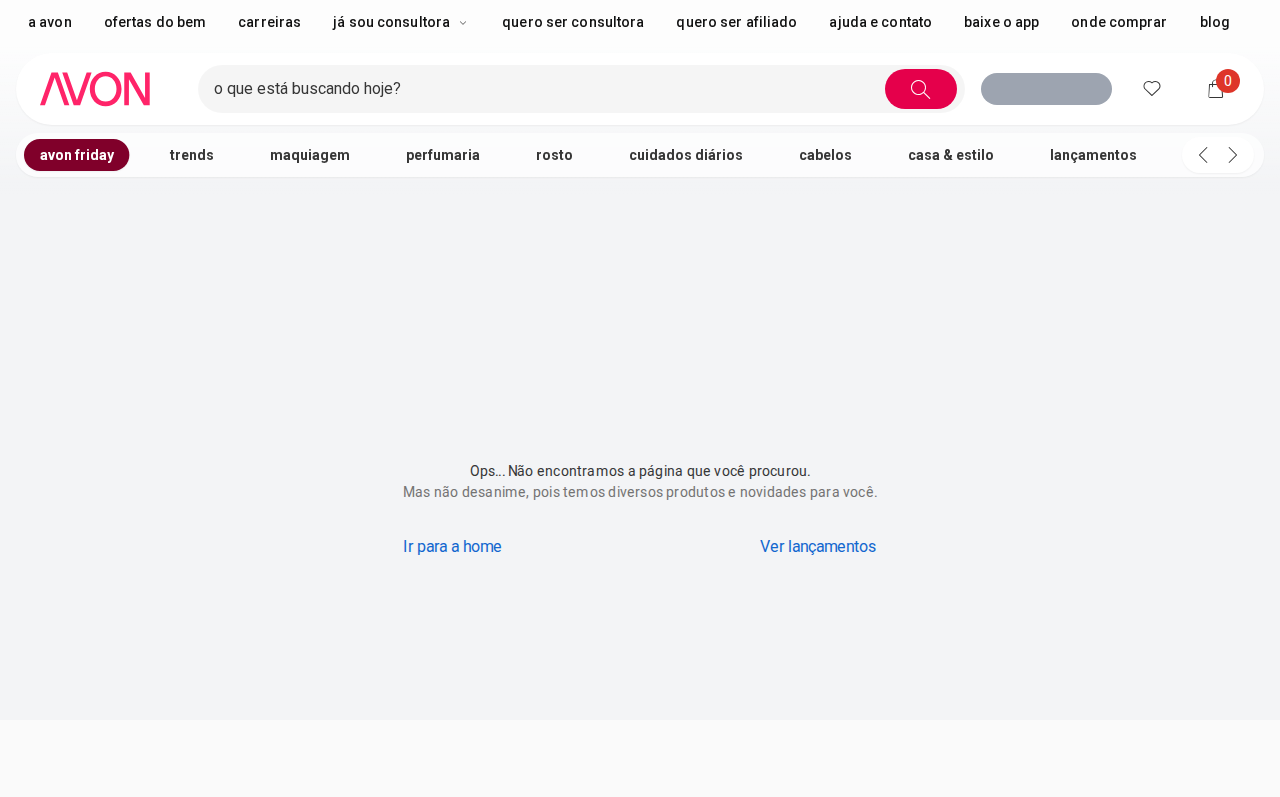 a avon ofertas do bem carreiras já sou consultora quero ser consultora quero ser afiliado ajuda e contato baixe o app onde comprar blog
AVON o que está buscando hoje? 0
avon friday trends maquiagem perfumaria rosto cuidados diários cabelos casa & estilo lançamentos
Ops... Não encontramos a página que você procurou.
Mas não desanime, pois temos diversos produtos e novidades para você.
Ir para a home Ver lançamentos